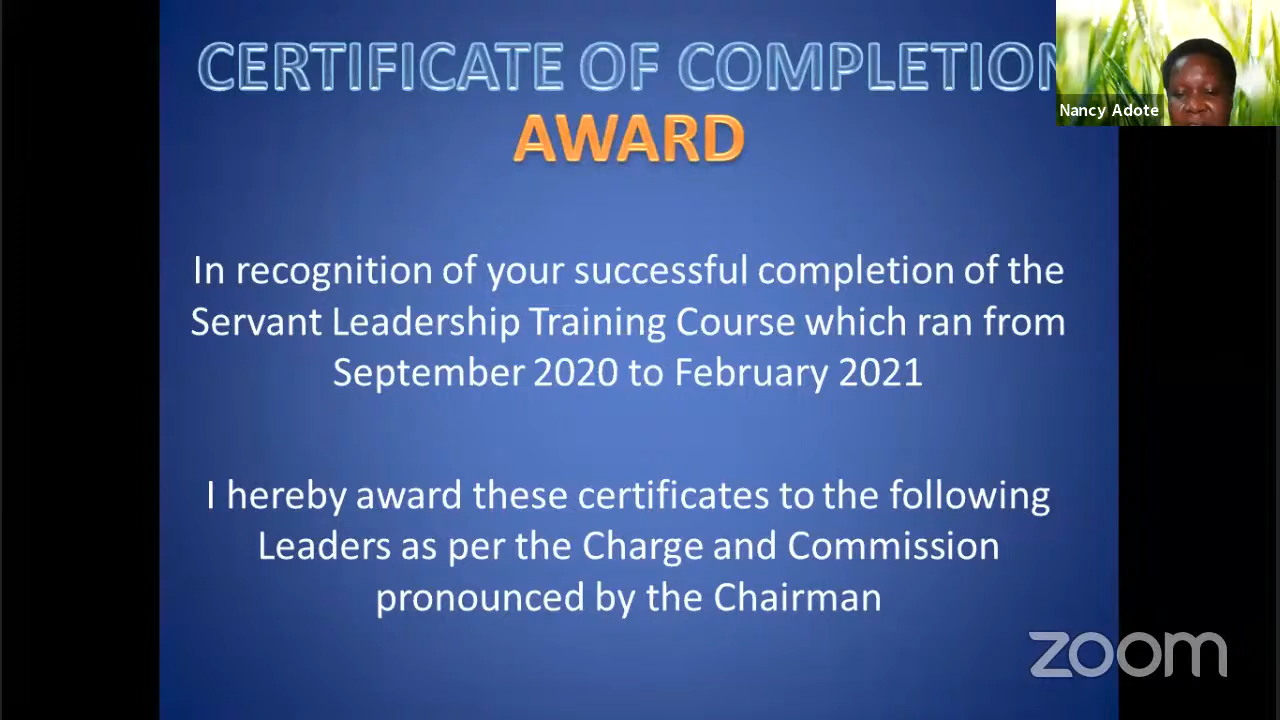 CERTIFICATE OF COMPLETION
AWARD
Nancy Adote
In recognition of your successful completion of the
Servant Leadership Training Course which ran from
September 2020 to February 2021
I hereby award these certificates to the following
Leaders as per the Charge and Commission
pronounced by the Chairman
zoom